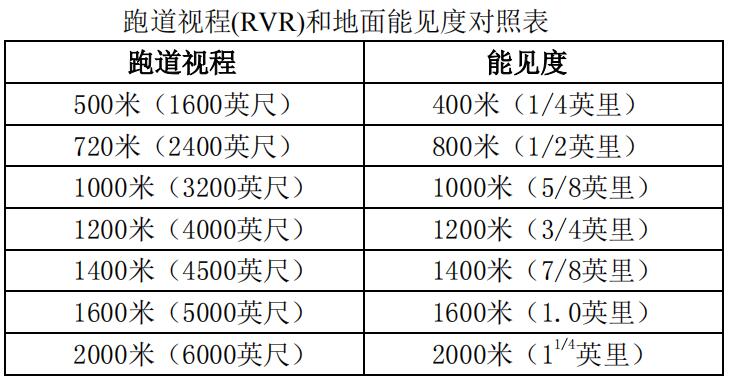 跑道视程(RVR)和地面能见度对照表
跑道视程 能见度
500米（1600英尺） 400米（1/4英里）
720米（2400英尺） 800米（1/2英里）
1000米（3200英尺） 1000米（5/8英里）
1200米（4000英尺） 1200米（3/4英里）
1400米（4500英尺） 1400米（7/8英里）
1600米（5000英尺） 1600米（1.0英里）
2000米（6000英尺） 2000米（1 1/4英里）